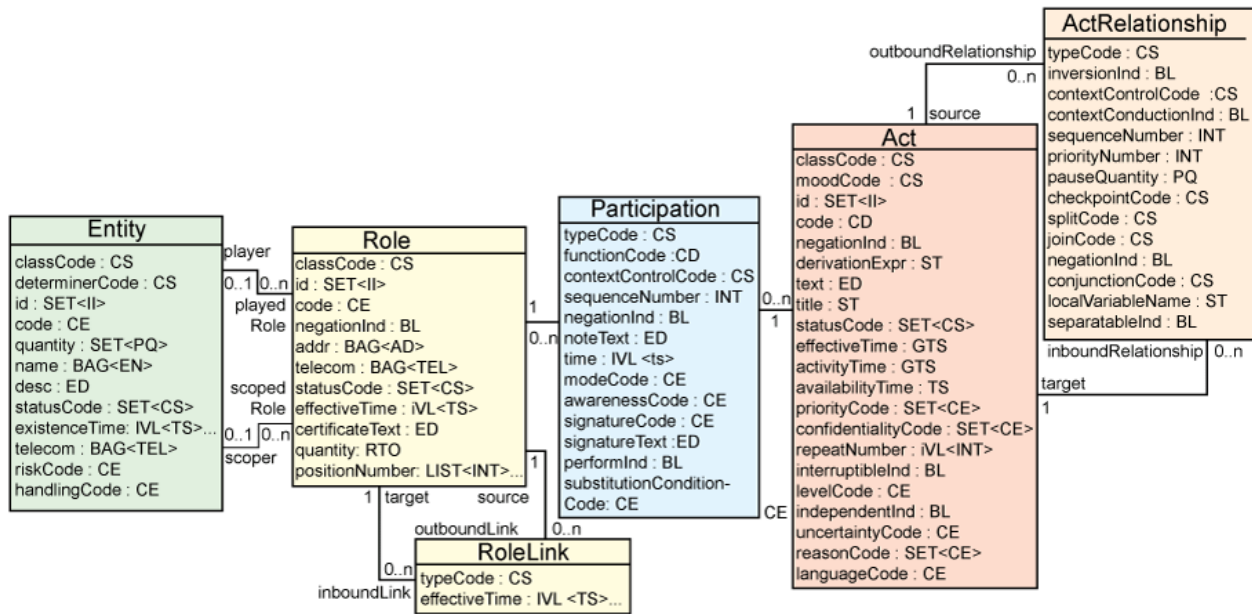 ActRelationship
typeCode : CS
inversionInd : BL
contextControlCode :CS
contextConductionInd : BL
sequenceNumber : INT
priorityNumber : INT
pauseQuantity : PQ
checkpointCode : CS
splitCode : CS
joinCode : CS
negationInd : BL
conjunctionCode : CS
localVariableName : ST
separatableInd : BL
outboundRelationship
0..n
1
source
inboundRelationship
0..n
target
1
Act
classCode : CS
moodCode : CS
id : SET<II>
code : CD
negationInd : BL
derivationExpr : ST
text : ED
title : ST
statusCode : SET<CS>
effectiveTime : GTS
activityTime : GTS
availabilityTime : TS
priorityCode : SET<CE>
confidentialityCode : SET<CE>
repeatNumber : iVL<INT>
interruptibleInd : BL
levelCode : CE
independentInd : BL
uncertaintyCode : CE
reasonCode : SET<CE>
languageCode : CE
0..n
1
CE
Participation
typeCode : CS
functionCode :CD
contextControlCode : CS
sequenceNumber : INT
negationInd : BL
noteText : ED
time : IVL <ts>
modeCode : CE
awarenessCode : CE
signatureCode : CE
signatureText :ED
performInd : BL
substitutionCondition-
Code: CE
1
0..n
Role
classCode : CS
id : SET<II>
code : CE
negationInd : BL
addr : BAG<AD>
telecom : BAG<TEL>
statusCode : SET<CS>
effectiveTime : iVL<TS>
certificateText : ED
quantity: RTO
positionNumber: LIST<INT>...
Entity
classCode : CS
determinerCode : CS
id : SET<II>
code : CE
quantity : SET<PQ>
name : BAG<EN>
desc : ED
statusCode : SET<CS>
existenceTime: IVL<TS>...
telecom : BAG<TEL>
riskCode : CE
handlingCode : CE
player
0..1
0..n
played
Role
scoped
Role
0..1
0..n
scoper
1
target
source
1
outboundLink
0..n
0..n
inboundLink
RoleLink
typeCode : CS
effectiveTime : IVL <TS>...